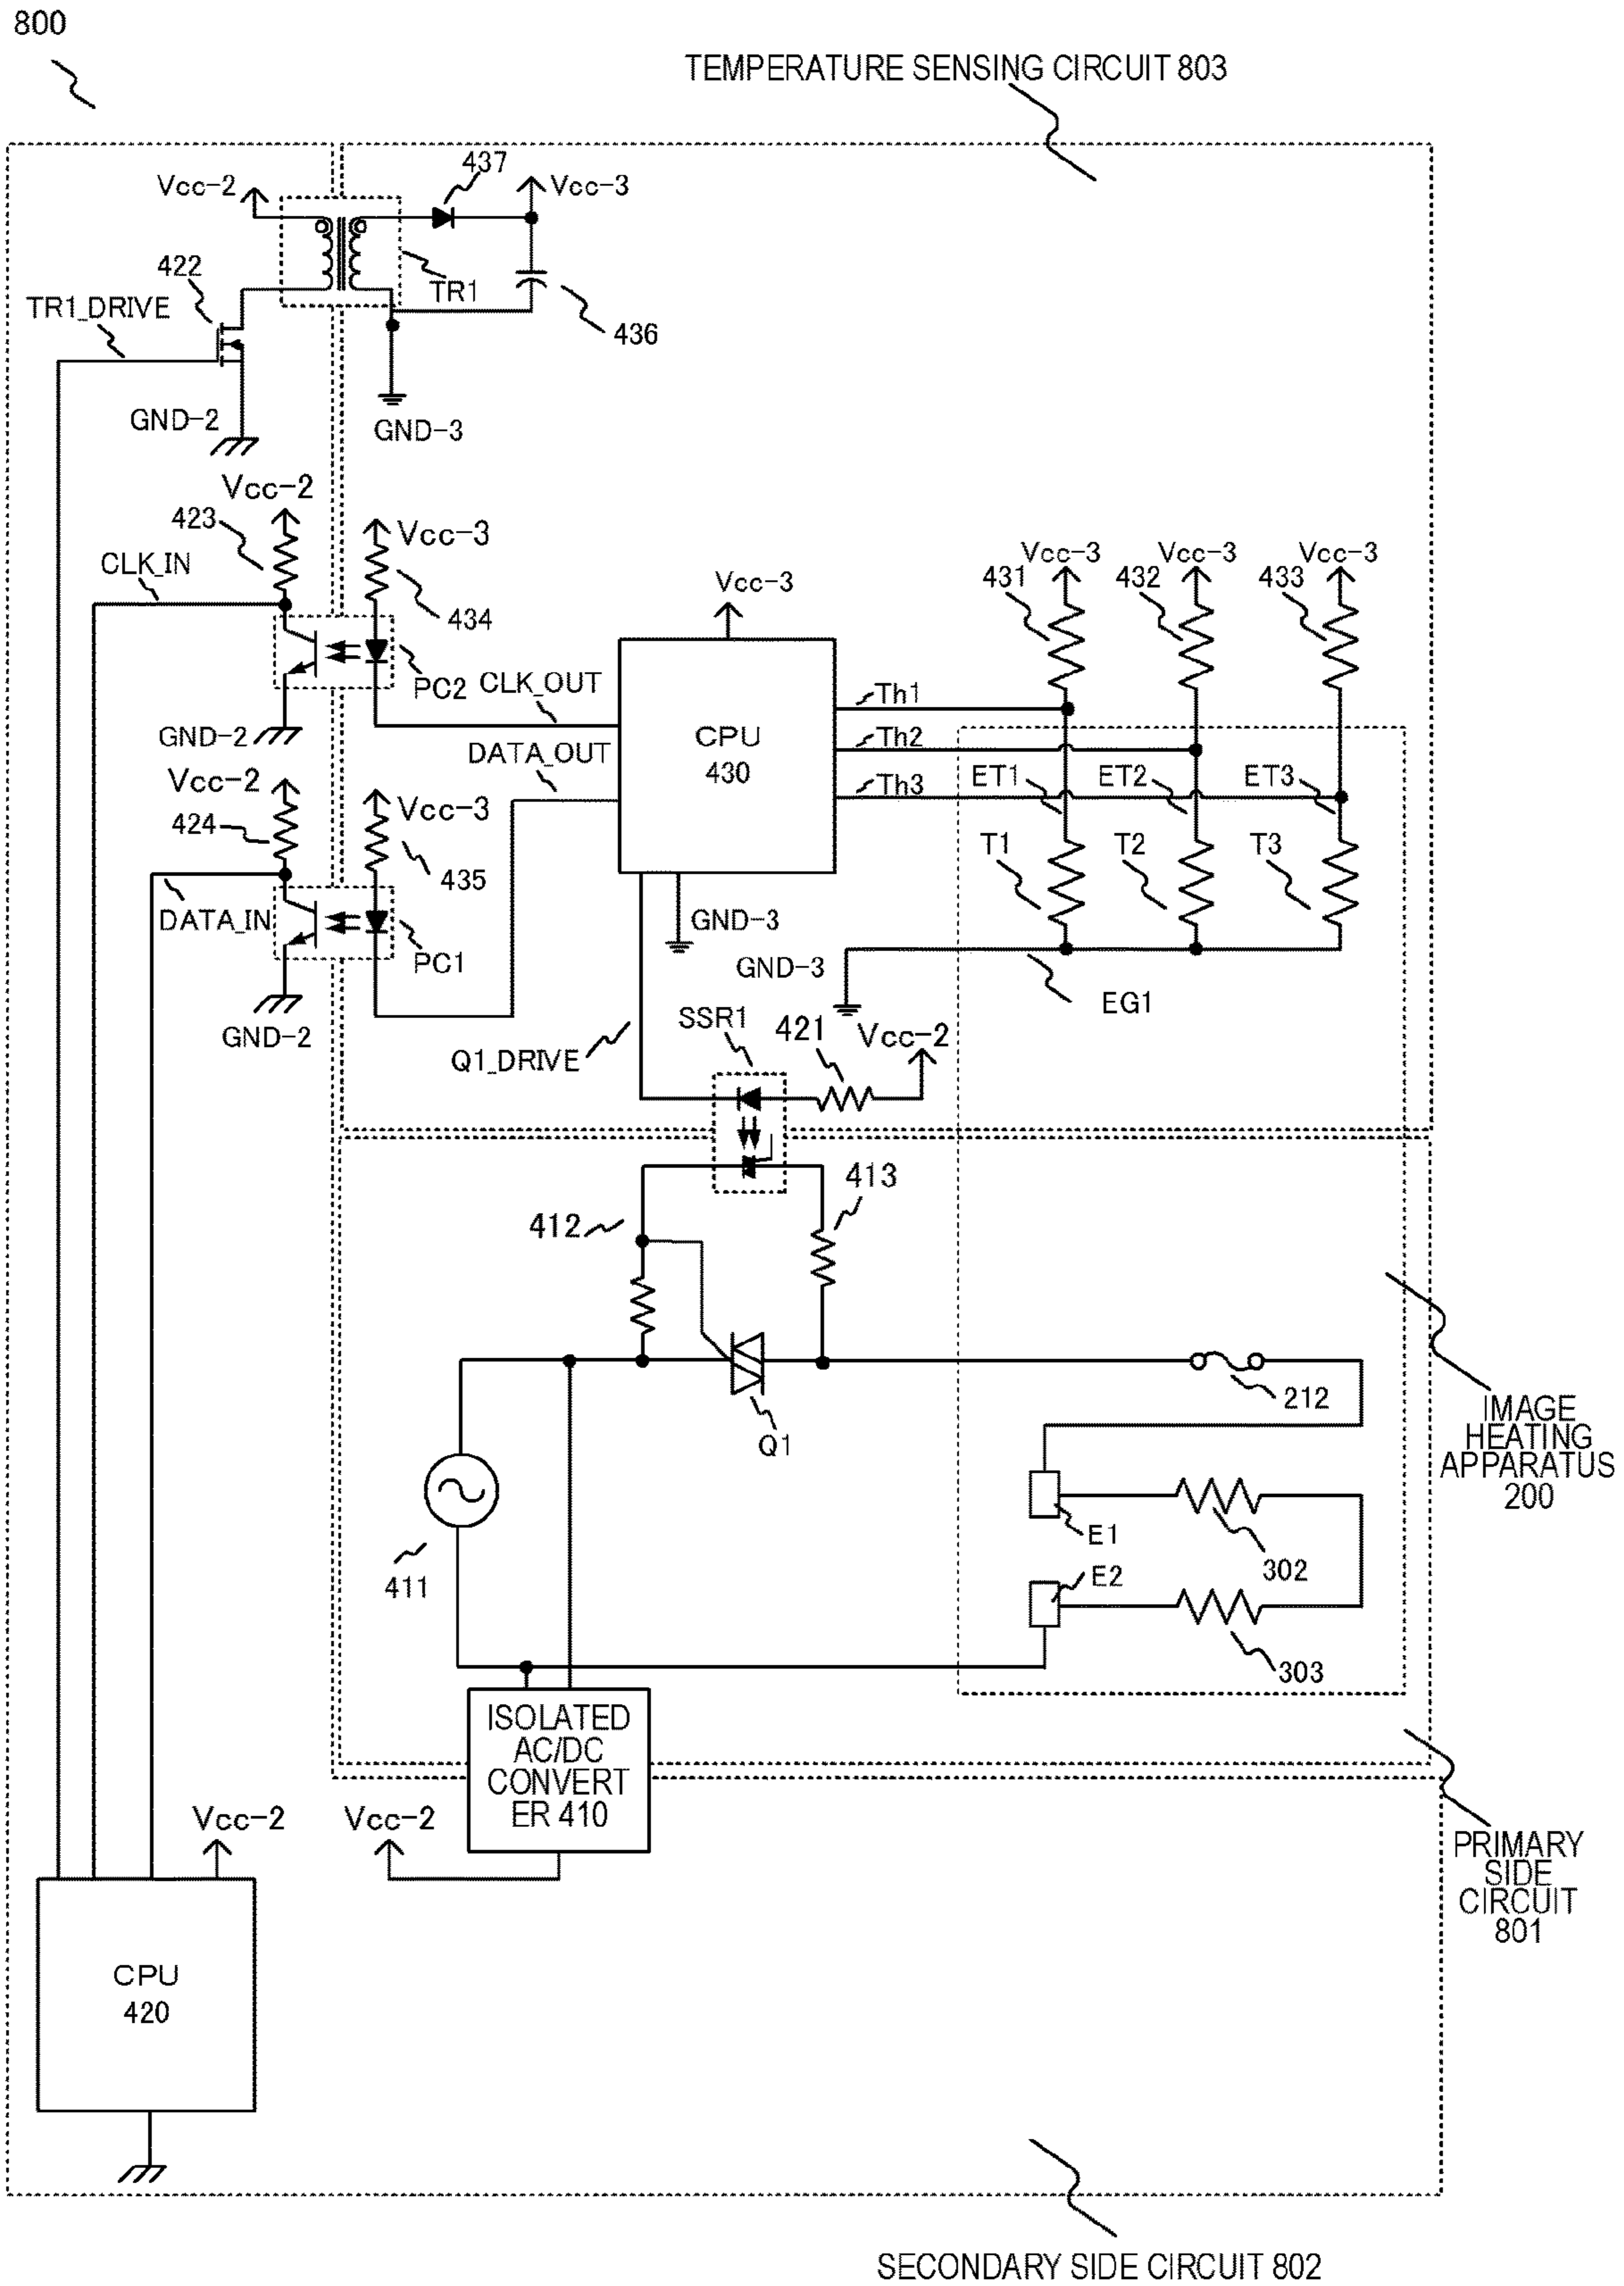 800
TEMPERATURE SENSING CIRCUIT 803
437
Vcc-2
Vcc-3
422
TR1
TR1_DRIVE
436
GND-2
GND-3
Vcc-2
423
Vcc-3
CLK_IN
434
Vcc-3
Vcc-3
Vcc-3
Vcc-3
431
432
433
PC2
CLK_OUT
Th1
GND-2
DATA_OUT
CPU
430
Th2
Vcc-2
Vcc-3
Th3
ET1
ET2
ET3
424
435
T1
T2
T3
DATA_IN
GND-3
PC1
GND-3
EG1
GND-2
SSR1
421
Vcc-2
Q1_DRIVE
413
412
212
Q1
IMAGE
HEATING
APPARATUS
200
E1
302
411
E2
303
ISOLATED
AC/DC
CONVERT
ER 410
Vcc-2
Vcc-2
PRIMARY
SIDE
CIRCUIT
801
CPU
420
SECONDARY SIDE CIRCUIT 802